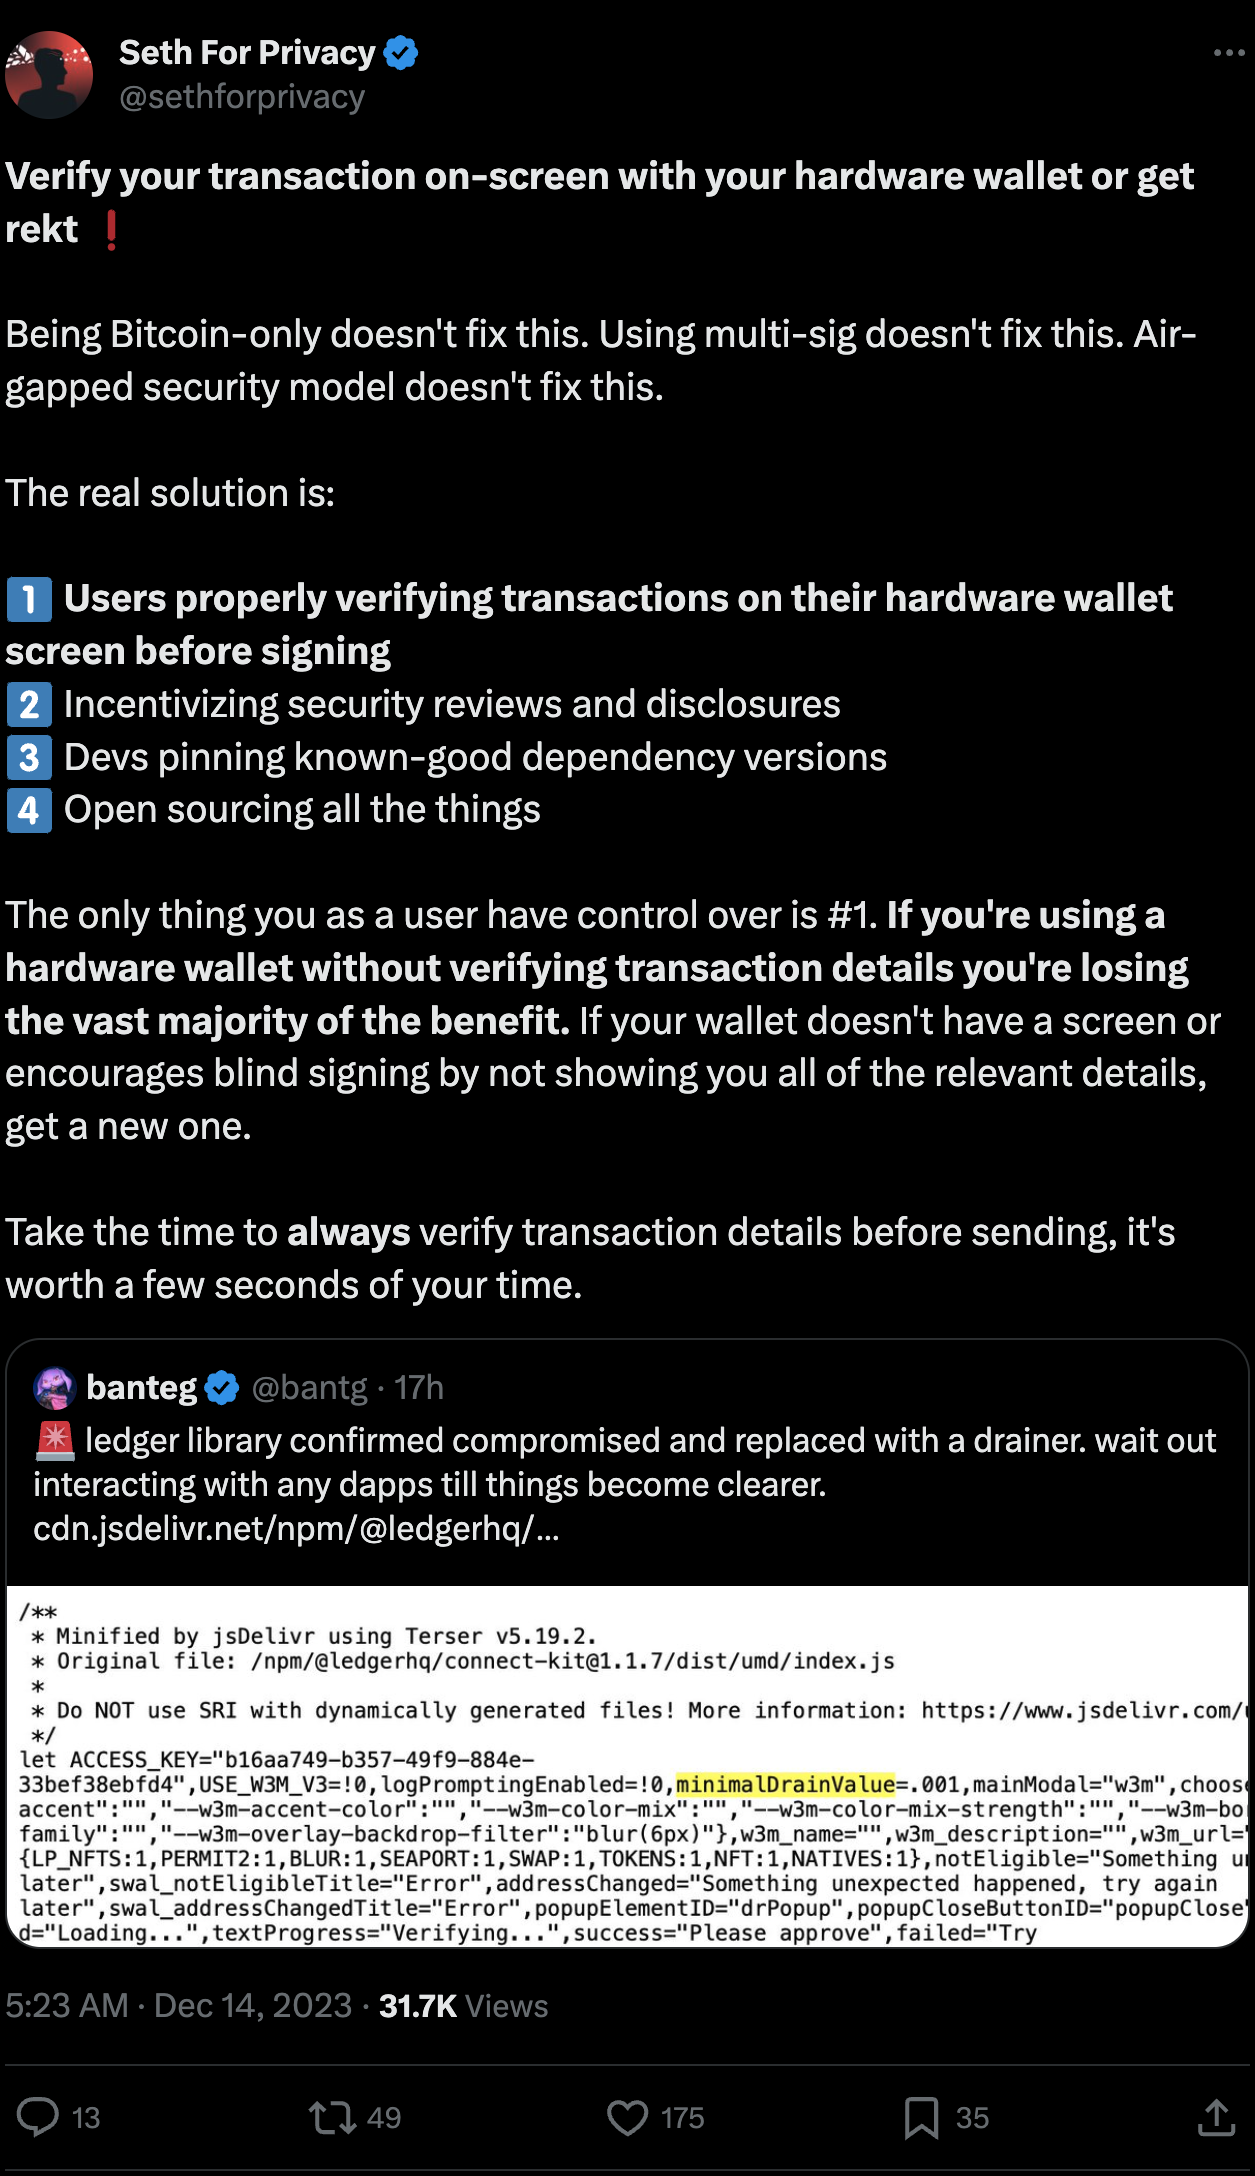 Seth For Privacy
@sethforprivacy
Verify your transaction on-screen with your hardware wallet or get
rekt ❗
Being Bitcoin-only doesn't fix this. Using multi-sig doesn't fix this. Air-
gapped security model doesn't fix this.
The real solution is:
1️⃣ Users properly verifying transactions on their hardware wallet
screen before signing
2️⃣ Incentivizing security reviews and disclosures
3️⃣ Devs pinning known-good dependency versions
4️⃣ Open sourcing all the things
The only thing you as a user have control over is #1. If you're using a
hardware wallet without verifying transaction details you're losing
the vast majority of the benefit. If your wallet doesn't have a screen or
encourages blind signing by not showing you all of the relevant details,
get a new one.
Take the time to always verify transaction details before sending, it's
worth a few seconds of your time.
banteg @bantg · 17h
🚨 ledger library confirmed compromised and replaced with a drainer. wait out
interacting with any dapps till things become clearer.
cdn.jsdelivr.net/npm/@ledgerhq/…
/**
* Minified by jsDelivr using Terser v5.19.2.
* Original file: /npm/@ledgerhq/connect-kit@1.1.7/dist/umd/index.js
*
* Do NOT use SRI with dynamically generated files! More information: https://www.jsdelivr.com/
*/
let ACCESS_KEY="b16aa749-b357-49f9-884e-
33bef38ebfd4",USE_W3M_V3=!0,logPromptingEnabled=!0,minimalDrainValue=.001,mainModal="w3m",choose
accent":"","--w3m-accent-color":"","--w3m-color-mix":"","--w3m-color-mix-strength":"","--w3m-bo
family":"","--w3m-overlay-backdrop-filter":"blur(6px)"},w3m_name="",w3m_description="",w3m_url="
{LP_NFTS:1,PERMIT2:1,BLUR:1,SEAPORT:1,SWAP:1,TOKENS:1,NFT:1,NATIVES:1},notEligible="Something
later",swal_notEligibleTitle="Error",addressChanged="Something unexpected happened, try again
later",swal_addressChangedTitle="Error",popupElementID="drPopup",popupCloseButtonID="popupClose
d="Loading...",textProgress="Verifying...",success="Please approve",failed="Try
5:23 AM · Dec 14, 2023 · 31.7K Views
13 49 175 35